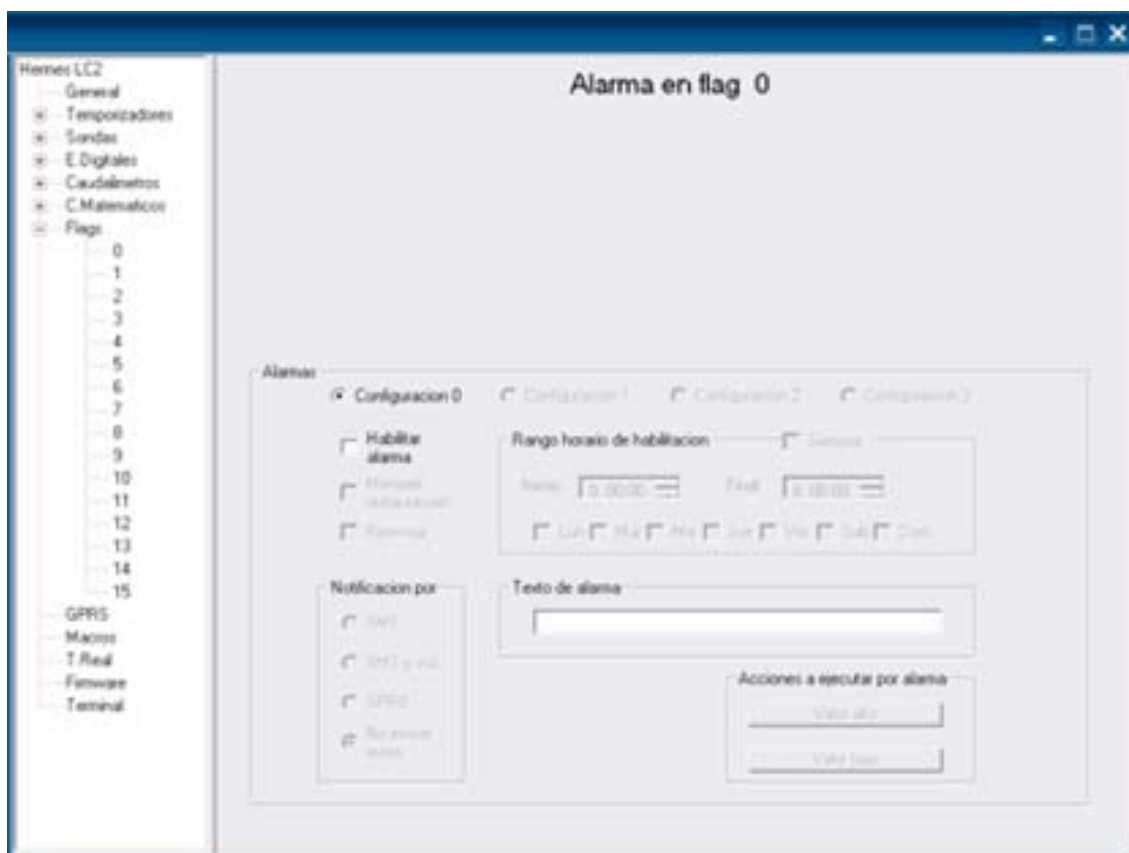 Hermes LC2
General
Temporizadores
Sondas
E.Digitales
Caudalimetros
C.Matematicos
Flags
0
1
2
3
4
5
6
7
8
9
10
11
12
13
14
15
GPRS
Macros
T.Real
Firmware
Terminal
Alarma en flag 0
Alarmas
Configuracion 0 Configuracion 1 Configuracion 2 Configuracion 3
Habilitar
alarma
Rango horario de habilitacion Semana
Final
Lun Mar Mie Jue Vie Sab Dom
Notificacion por
SMS
SMS y voz
GPRS
Texto de alarma
Acciones a ejecutar por alarma
Valor alto
Valor bajo